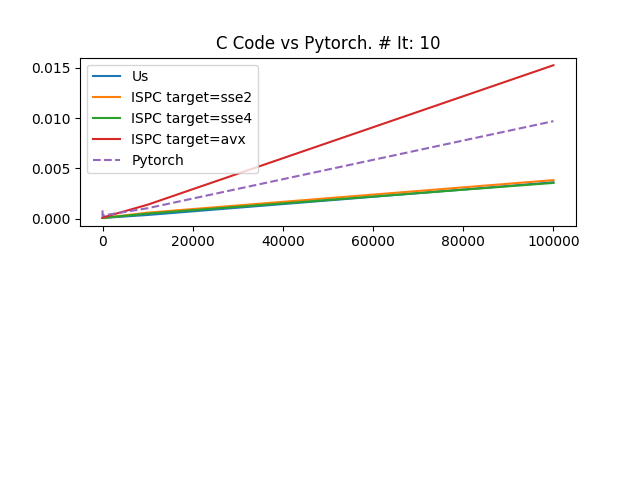 C Code vs Pytorch. # It: 10
0.015
0.010
0.005
0.000
Us
ISPC target=sse2
ISPC target=sse4
ISPC target=avx
Pytorch
0 20000 40000 60000 80000 100000